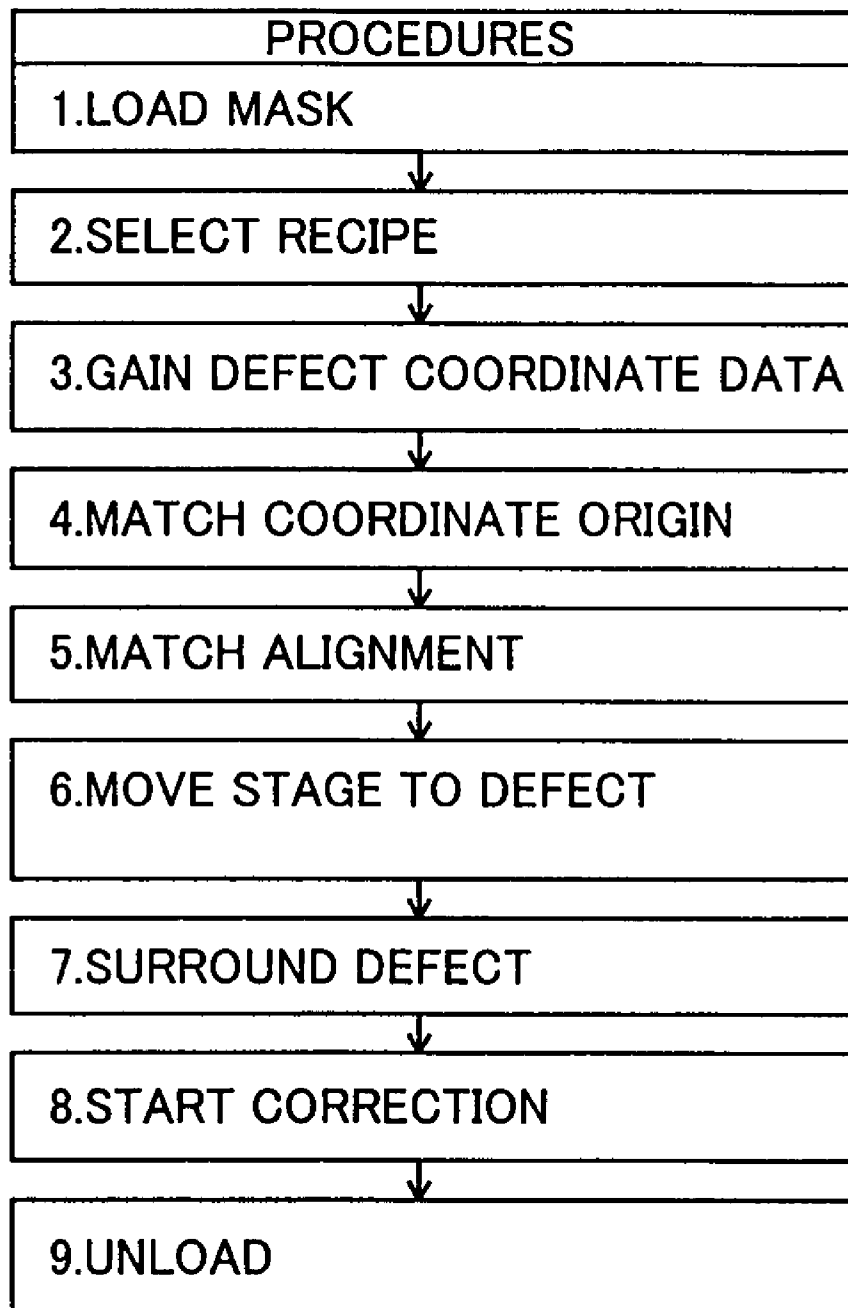 PROCEDURES
1.LOAD MASK
2.SELECT RECIPE
3.GAIN DEFECT COORDINATE DATA
4.MATCH COORDINATE ORIGIN
5.MATCH ALIGNMENT
6.MOVE STAGE TO DEFECT
7.SURROUND DEFECT
8.START CORRECTION
9.UNLOAD